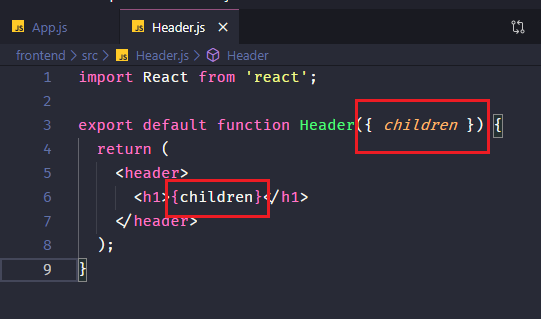 JS App.js JS Header.js ×
frontend > src > JS Header.js > Header
1 import React from 'react';
2
3 export default function Header({ children }) {
4   return (
5     <header>
6       <h1>{children}</h1>
7     </header>
8   );
9 }